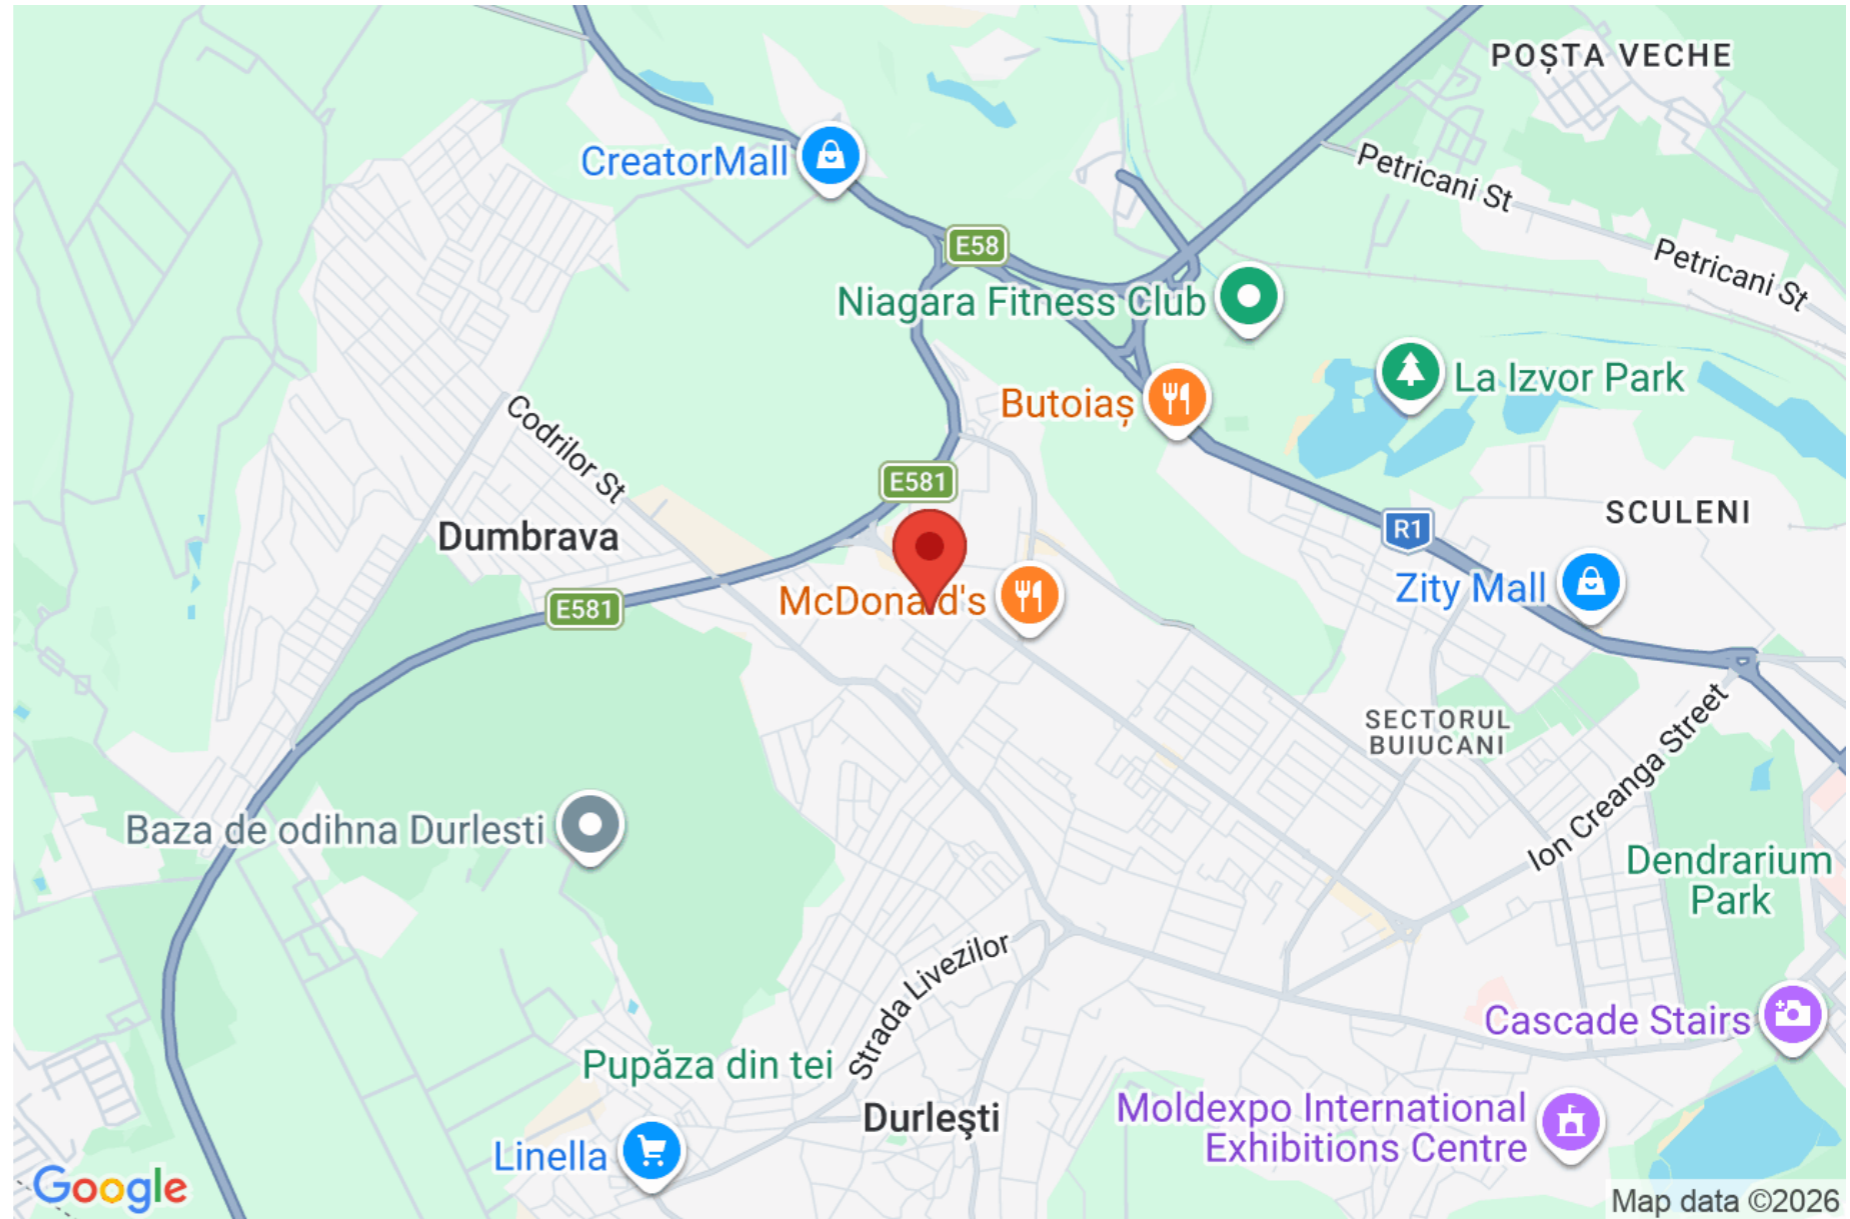 POȘTA VECHE
CreatorMall
Petricani St
E58
Petricani St
Niagara Fitness Club
La Izvor Park
Butoiaș
Codrilor St
E581
SCULENI
Dumbrava
R1
Zity Mall
McDonald's
E581
SECTORUL
BUIUCANI
Ion Creanga Street
Baza de odihna Durlesti
Dendrarium
Park
Strada Livezilor
Cascade Stairs
Pupăza din tei
Durleşti
Moldexpo International
Exhibitions Centre
Linella
Google
Map data ©2026